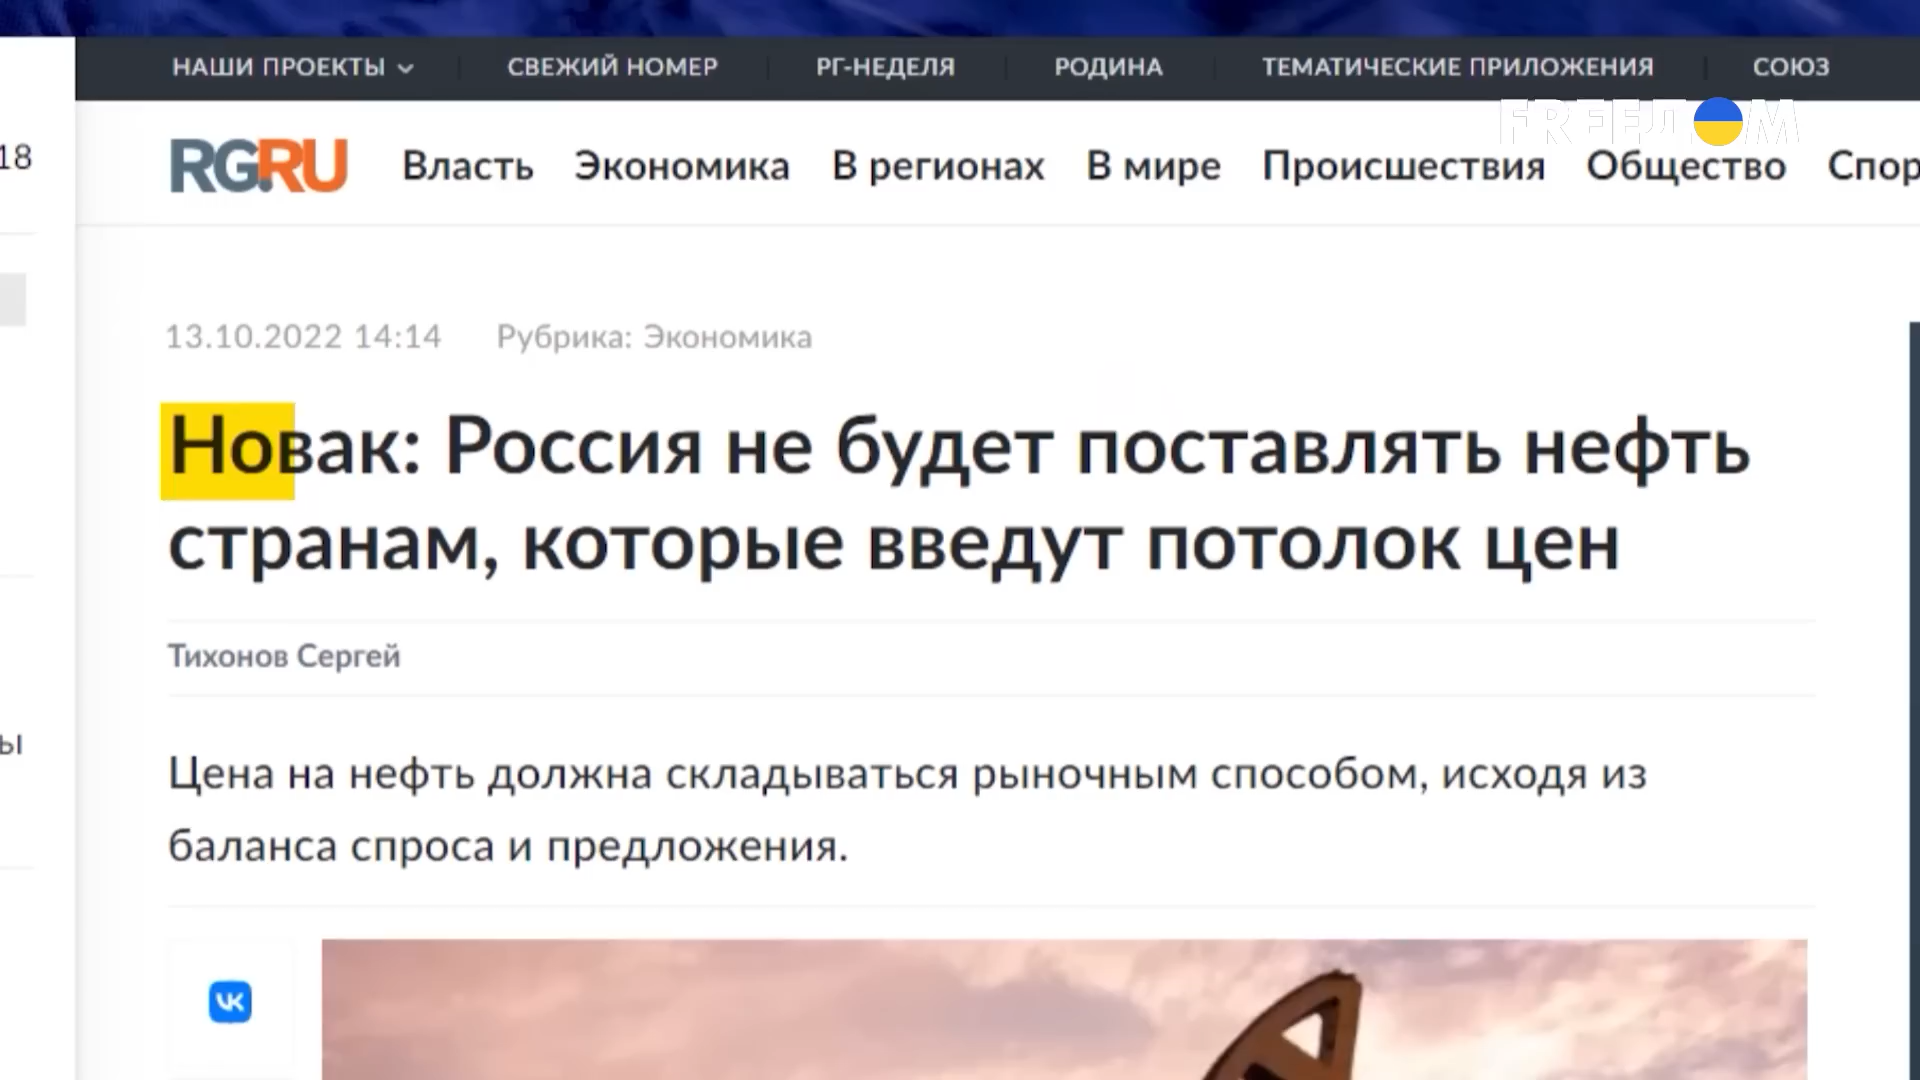 НАШИ ПРОЕКТЫ СВЕЖИЙ НОМЕР РГ-НЕДЕЛЯ РОДИНА ТЕМАТИЧЕСКИЕ ПРИЛОЖЕНИЯ СОЮЗ
FREEДOM
18
RG.RU Власть Экономика В регионах В мире Происшествия Общество Спор
13.10.2022 14:14 Рубрика: Экономика
Новак: Россия не будет поставлять нефть
странам, которые введут потолок цен
Тихонов Сергей
ы
Цена на нефть должна складываться рыночным способом, исходя из
баланса спроса и предложения.